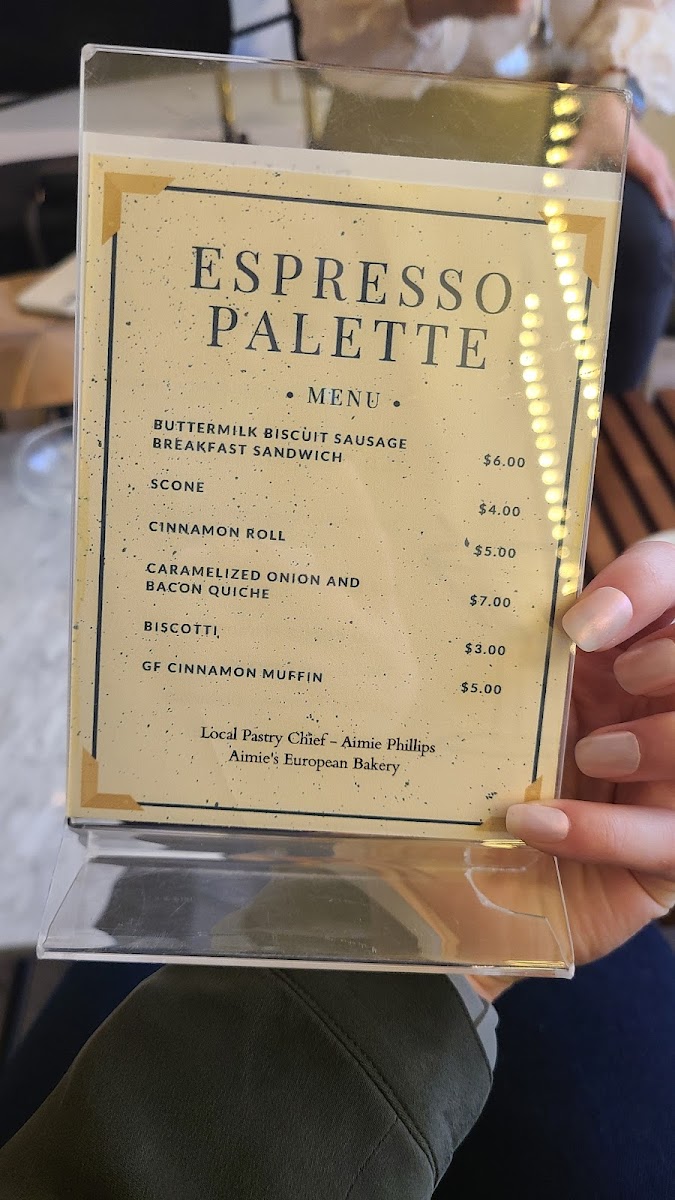 ESPRESSO
PALETTE
• MENU •
BUTTERMILK BISCUIT SAUSAGE
BREAKFAST SANDWICH
$6.00
SCONE
$4.00
CINNAMON ROLL
$5.00
CARAMELIZED ONION AND
BACON QUICHE
$7.00
BISCOTTI
$3.00
GF CINNAMON MUFFIN
$5.00
Local Pastry Chief – Aimie Phillips
Aimie's European Bakery